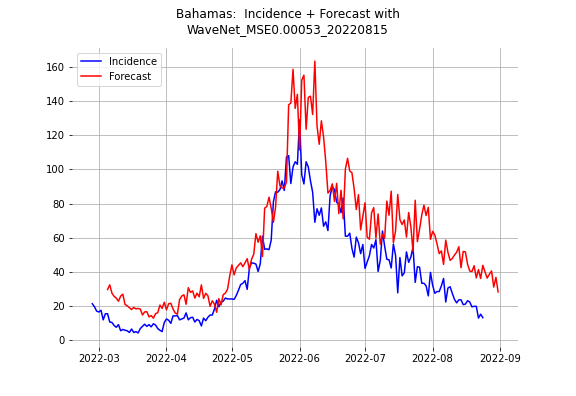 Bahamas:  Incidence + Forecast with
WaveNet_MSE0.00053_20220815
Incidence
Forecast
160
140
120
100
80
60
40
20
0
2022-03 2022-04 2022-05 2022-06 2022-07 2022-08 2022-09